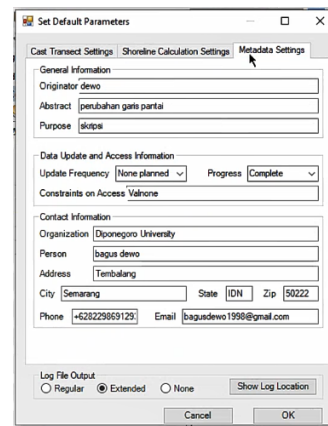 Set Default Parameters
Cast Transect Settings Shoreline Calculation Settings Metadata Settings
General Information
Originator dewo
Abstract perubahan garis pantai
Purpose skripsi
Data Update and Access Information
Update Frequency None planned Progress Complete
Constraints on Access Valnone
Contact Information
Organization Diponegoro University
Person bagus dewo
Address Tembalang
City Semarang State IDN Zip 50222
Phone +6282298691293 Email bagusdewo1998@gmail.com
Log File Output
Regular Extended None Show Log Location
Cancel OK